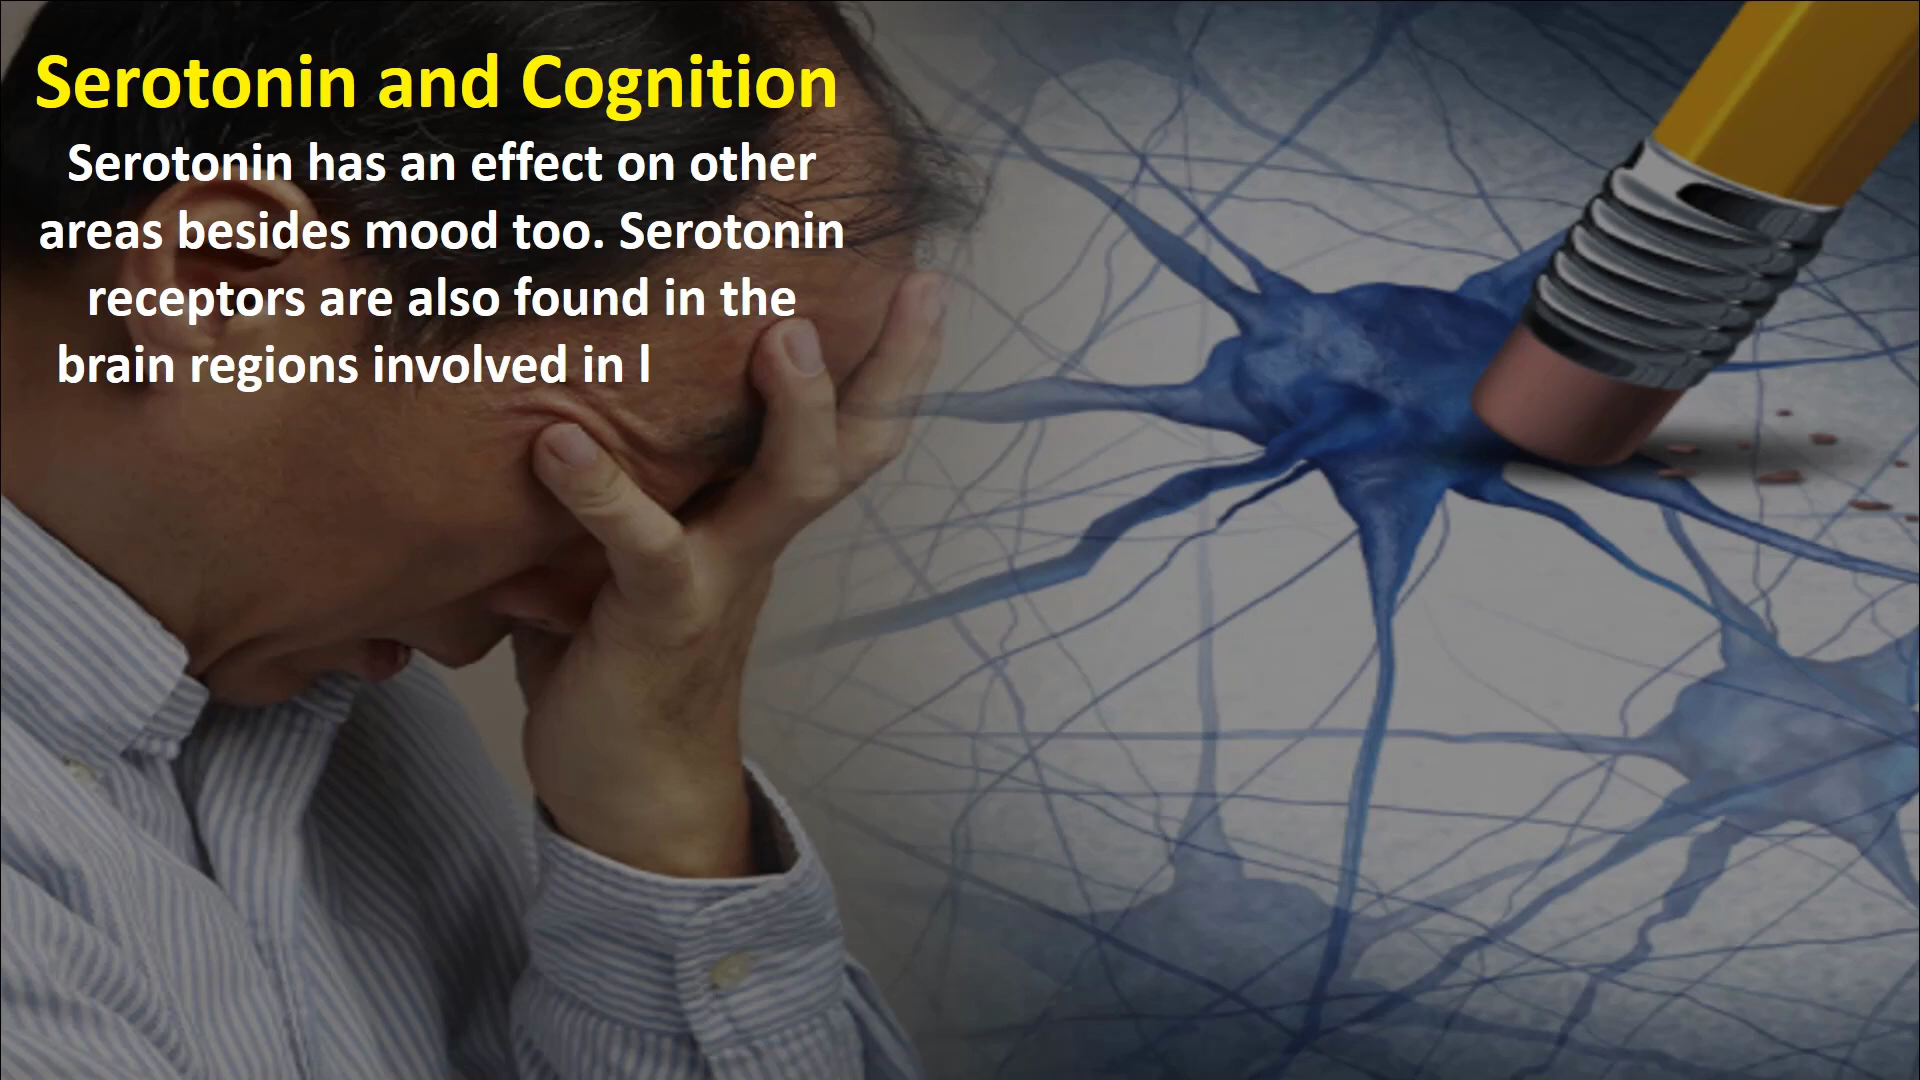 Serotonin and Cognition
Serotonin has an effect on other
areas besides mood too. Serotonin
receptors are also found in the
brain regions involved in l